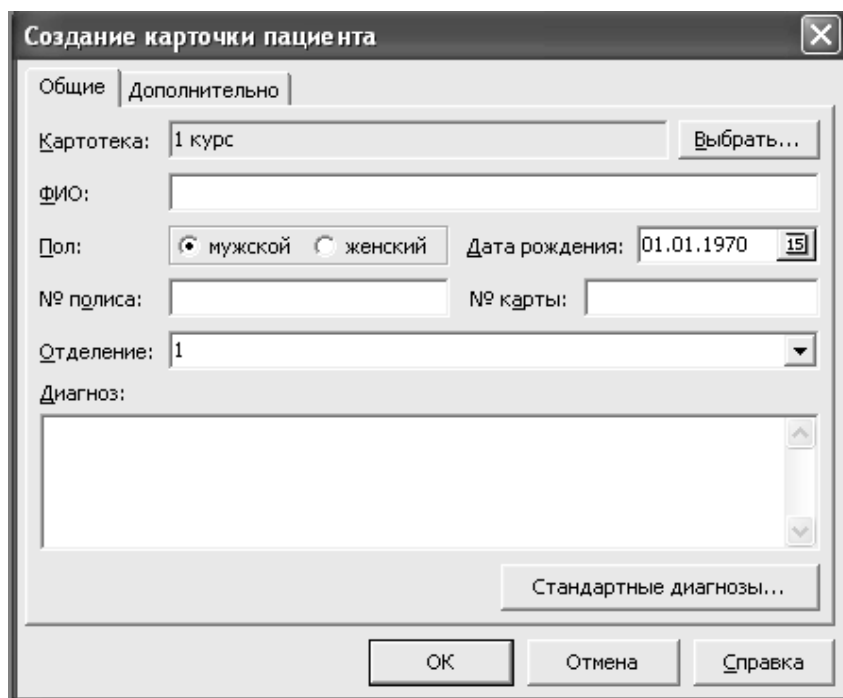 Создание карточки пациента
Общие Дополнительно
Картотека: 1 курс Выбрать...
ФИО:
Пол: мужской женский Дата рождения: 01.01.1970 15
№ полиса: № карты:
Отделение: 1
Диагноз:
Стандартные диагнозы...
ОК Отмена Справка